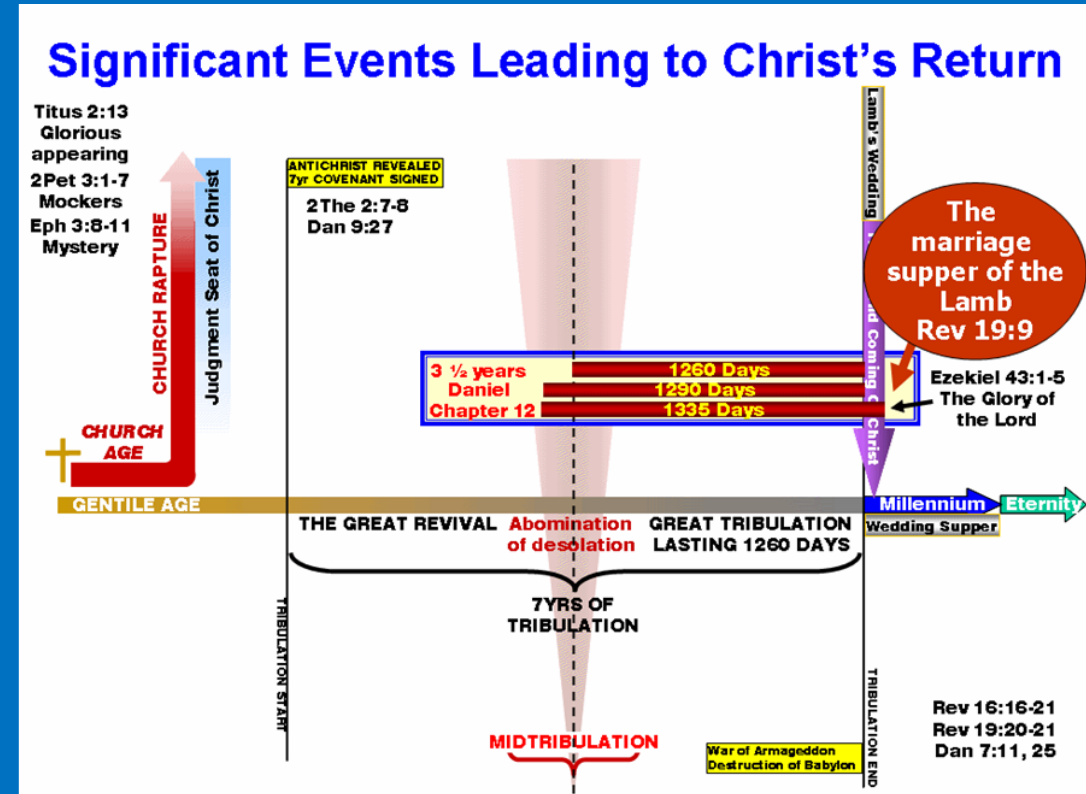 Significant Events Leading to Christ's Return
Titus 2:13
Glorious
appearing
2Pet 3:1-7
Mockers
Eph 3:8-11
Mystery
CHURCH RAPTURE
Judgment Seat of Christ
CHURCH
AGE
ANTICHRIST REVEALED
7yr COVENANT SIGNED
2The 2:7-8
Dan 9:27
Lamb's Wedding
The
marriage
supper of the
Lamb
Rev 19:9
Coming
Christ
3 ½ years
1260 Days
Daniel
1290 Days
Chapter 12
1335 Days
Ezekiel 43:1-5
The Glory of
the Lord
GENTILE AGE
Millennium
Eternity
Wedding Supper
THE GREAT REVIVAL
Abomination
of desolation
GREAT TRIBULATION
LASTING 1260 DAYS
7YRS OF
TRIBULATION
TRIBULATION START
MIDTRIBULATION
War of Armageddon
Destruction of Babylon
TRIBULATION END
Rev 16:16-21
Rev 19:20-21
Dan 7:11, 25